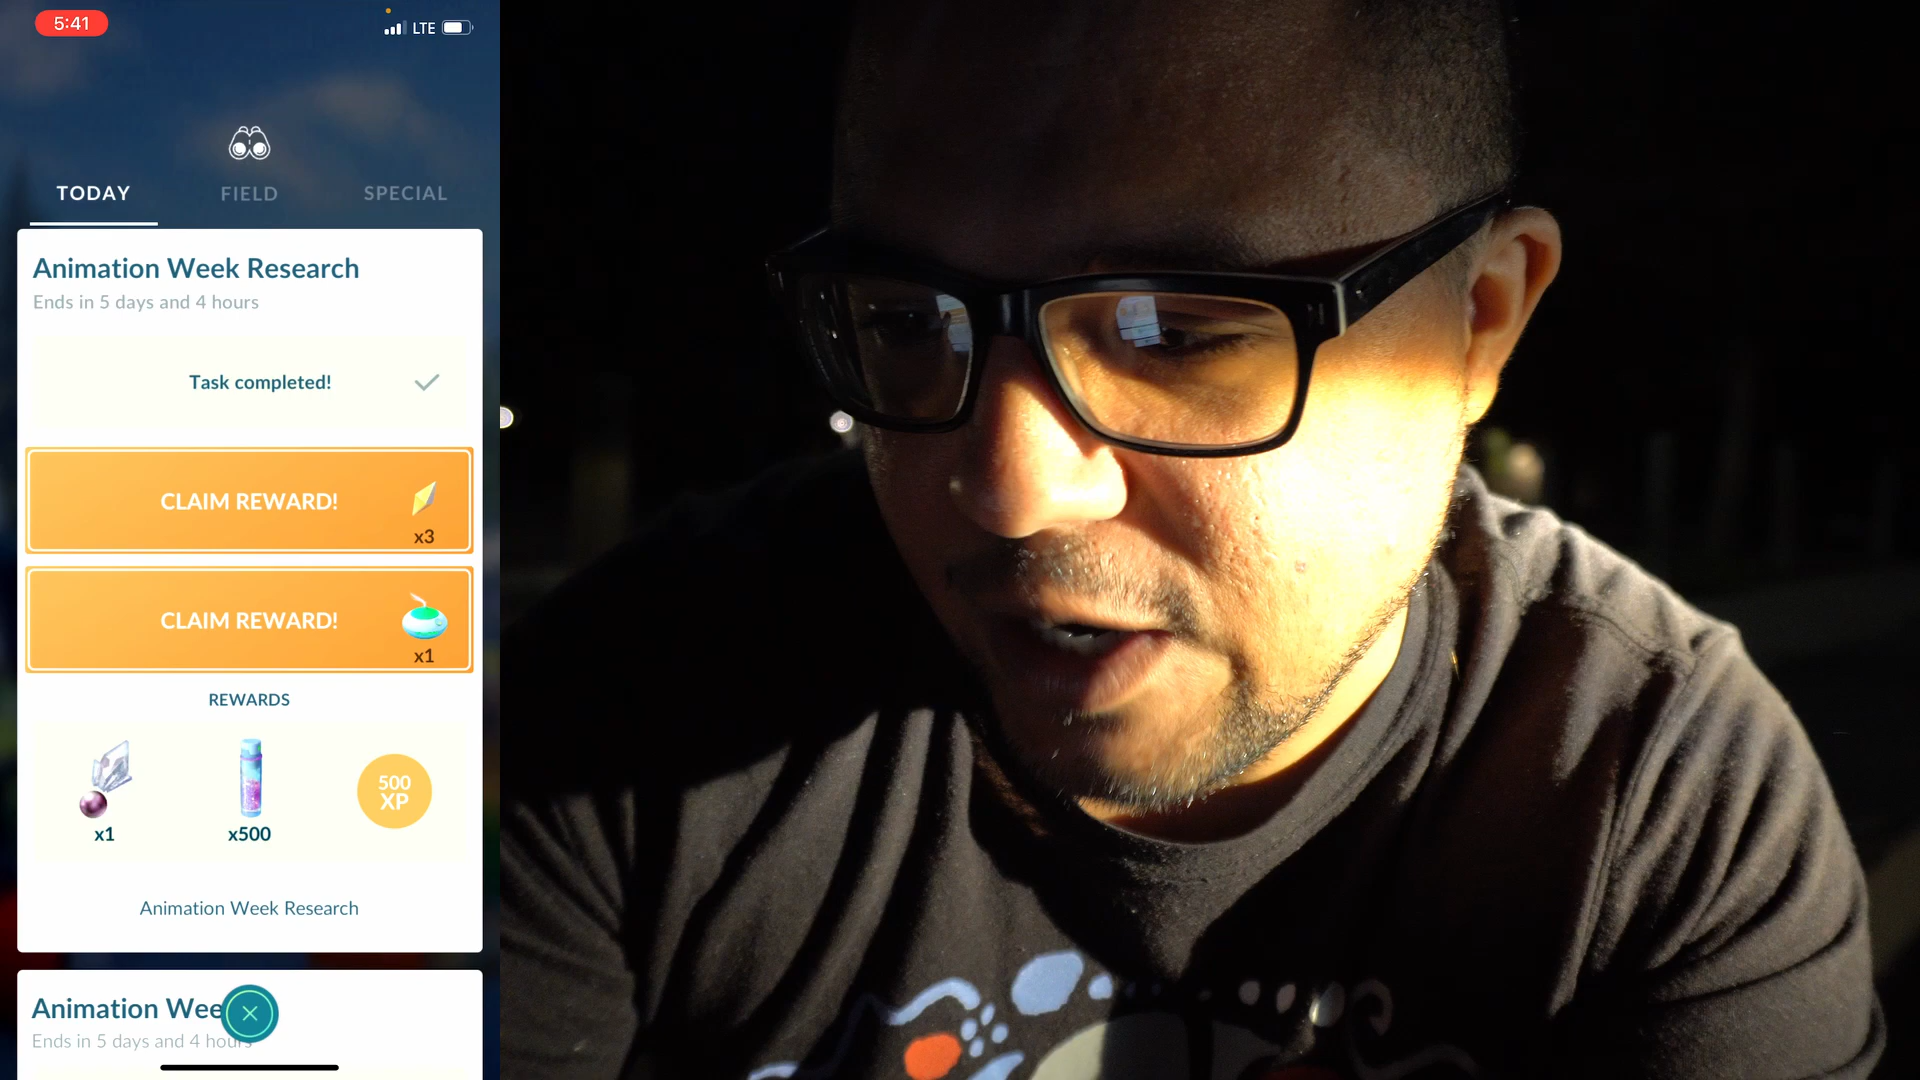 5:41
LTE
TODAY
FIELD
SPECIAL
Animation Week Research
Ends in 5 days and 4 hours
Task completed!
CLAIM REWARD!
x3
CLAIM REWARD!
x1
REWARDS
500
XP
x1
x500
Animation Week Research
Animation Wee
Ends in 5 days and 4 hours